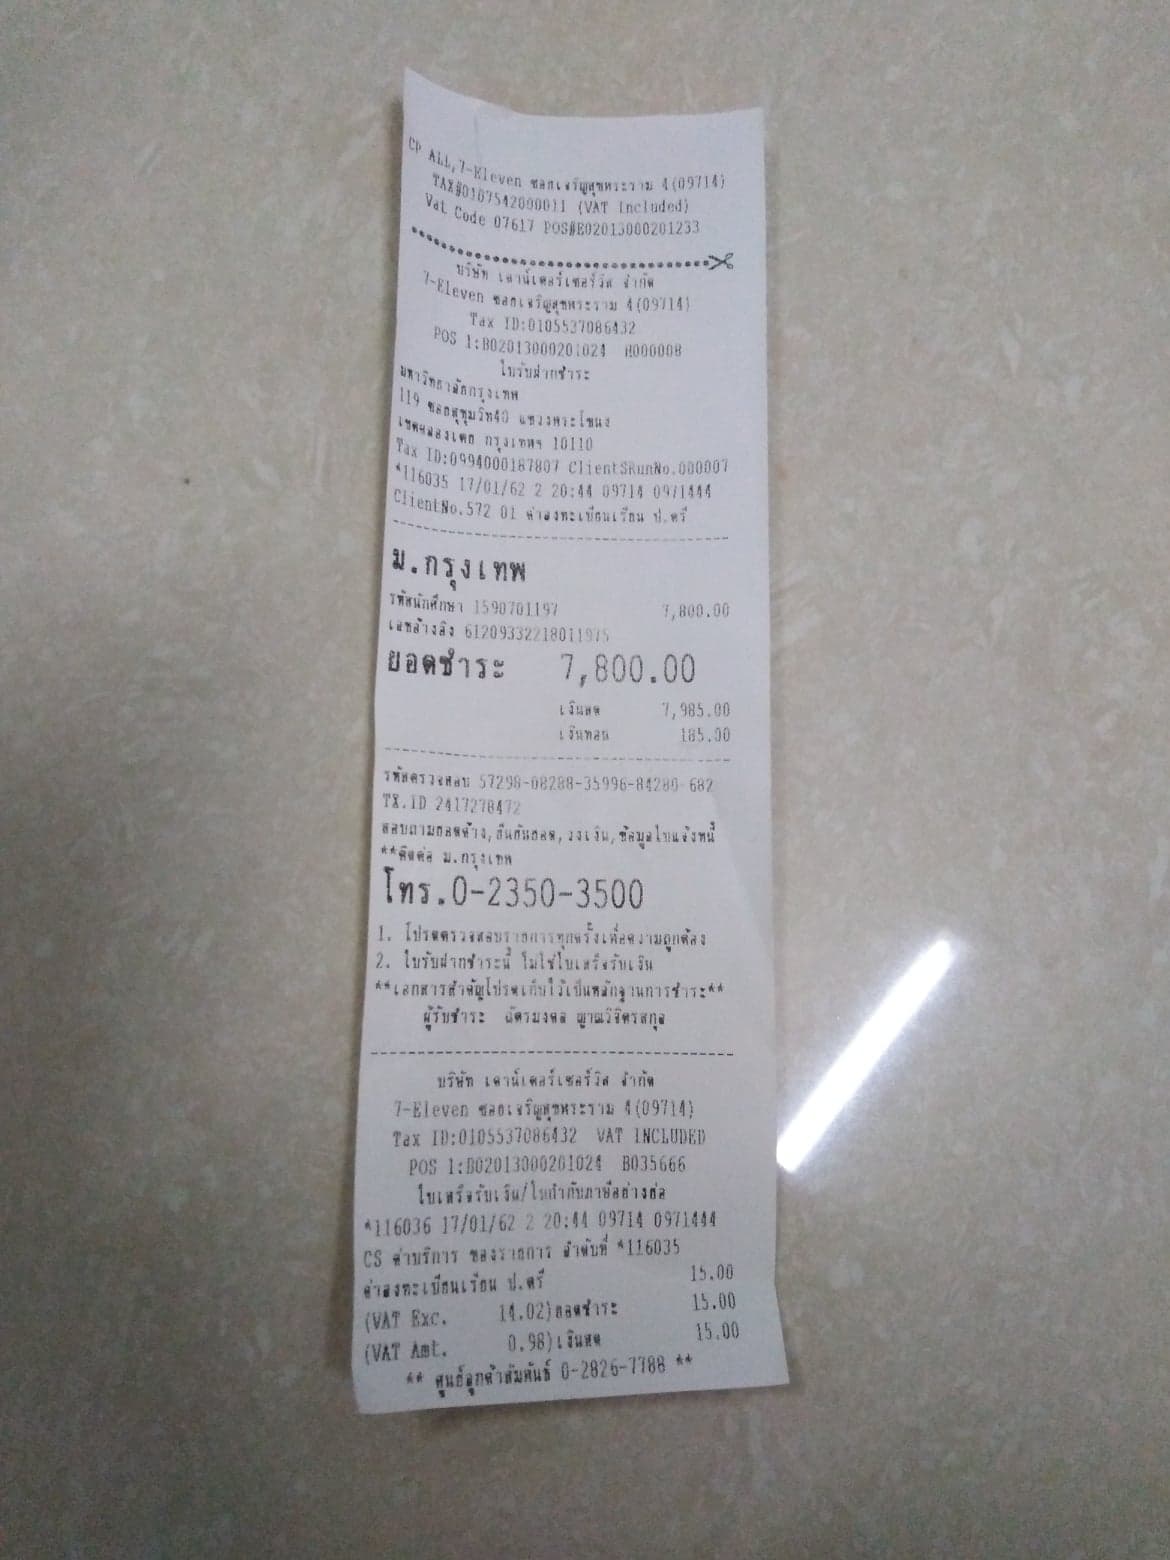 CP ALL,7-Eleven ซอยเจริญสุขพระราม 4(09714)
TAX#0107542000011 (VAT Included)
Vat Code 07617 POS#E02013000201233
บริษัท เคาน์เตอร์เซอร์วิส จำกัด
7-Eleven ซอยเจริญสุขพระราม 4(09714)
Tax ID:0105537086432
POS 1:B02013000201024 H000008
ใบรับฝากชำระ
มหาวิทยาลัยกรุงเทพ
119 ซอยสุขุมวิท40 แขวงพระโขนง
เขตคลองเตย กรุงเทพฯ 10110
Tax ID:0994000187807 ClientSRunNo.000007
*116035 17/01/62 2 20:44 09714 0971444
ClientNo.572 01 ค่าลงทะเบียนเรียน ป.ตรี
ม.กรุงเทพ
รหัสนักศึกษา 1590701197 7,800.00
เลขอ้างอิง 61209332218011975
ยอดชำระ 7,800.00
เงินสด 7,985.00
เงินทอน 185.00
รหัสตรวจสอบ 57298-08288-35996-84280-682
TX.ID 2417278472
สอบถามยอดค้าง,ยืนยันยอด,วงเงิน,ข้อมูลใบแจ้งหนี้
**ติดต่อ ม.กรุงเทพ
โทร.0-2350-3500
1. โปรดตรวจสอบรายการทุกครั้งเพื่อความถูกต้อง
2. ใบรับฝากชำระนี้ ไม่ใช่ใบเสร็จรับเงิน
**เอกสารสำคัญโปรดเก็บไว้เป็นหลักฐานการชำระ**
ผู้รับชำระ ฉัตรมงคล ญาณวิจิตรสกุล
บริษัท เคาน์เตอร์เซอร์วิส จำกัด
7-Eleven ซอยเจริญสุขพระราม 4(09714)
Tax ID:0105537086432 VAT INCLUDED
POS 1:B02013000201024 B035666
ใบเสร็จรับเงิน/ใบกำกับภาษีอย่างย่อ
*116036 17/01/62 2 20:44 09714 0971444
CS ค่าบริการ ของรายการ ลำดับที่ *116035
ค่าลงทะเบียนเรียน ป.ตรี 15.00
(VAT Exc. 14.02)ยอดชำระ 15.00
(VAT Amt. 0.98)เงินสด 15.00
** ศูนย์ลูกค้าสัมพันธ์ 0-2826-7788 **